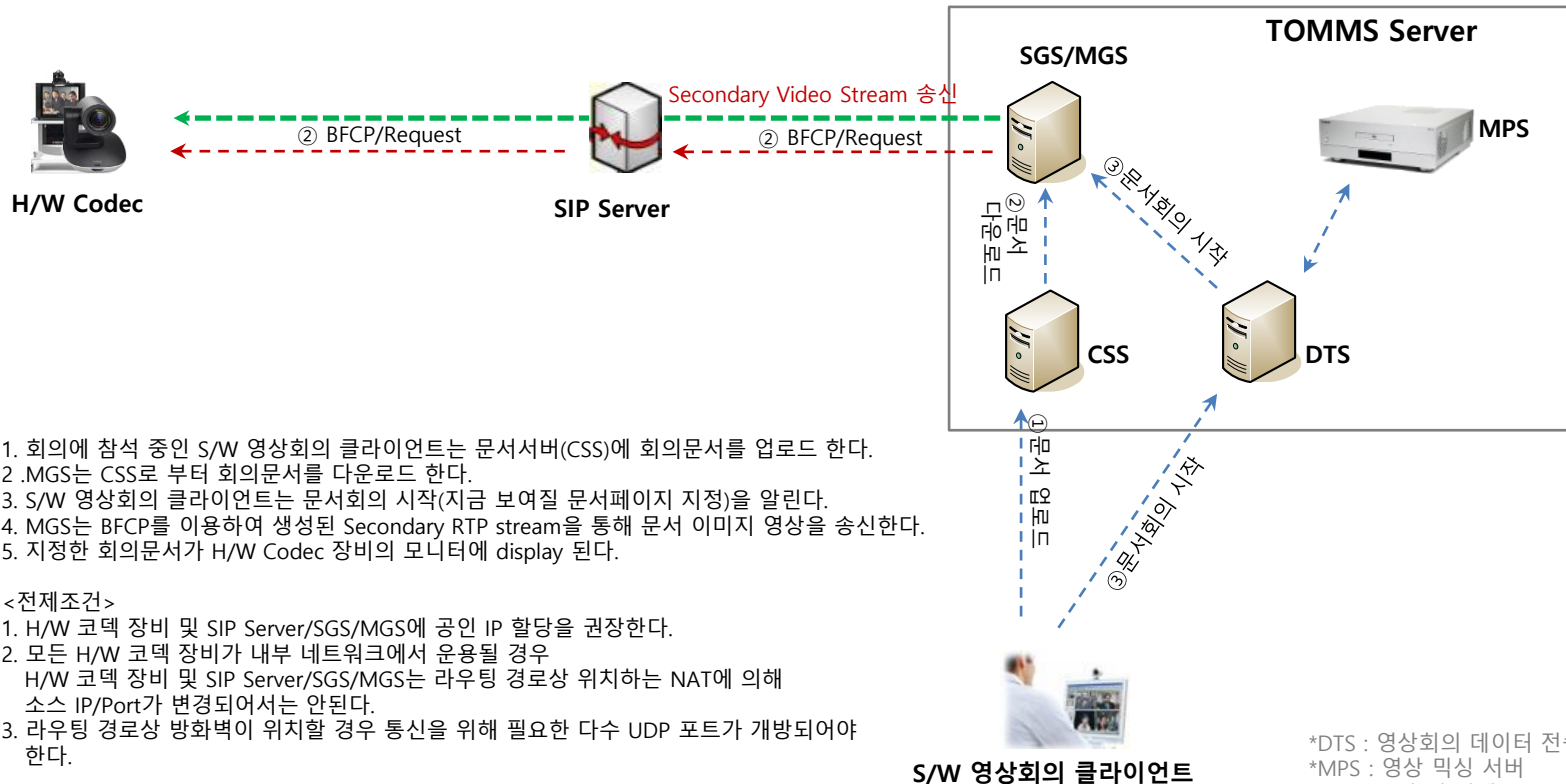 TOMMS Server
SGS/MGS
Secondary Video Stream 송신
② BFCP/Request
② BFCP/Request
MPS
H/W Codec
SIP Server
③문서회의 시작
②문서
다운로드
CSS
DTS
①문서 업로드
③문서회의 시작
1. 회의에 참석 중인 S/W 영상회의 클라이언트는 문서서버(CSS)에 회의문서를 업로드 한다.
2 .MGS는 CSS로 부터 회의문서를 다운로드 한다.
3. S/W 영상회의 클라이언트는 문서회의 시작(지금 보여질 문서페이지 지정)을 알린다.
4. MGS는 BFCP를 이용하여 생성된 Secondary RTP stream을 통해 문서 이미지 영상을 송신한다.
5. 지정한 회의문서가 H/W Codec 장비의 모니터에 display 된다.
<전제조건>
1. H/W 코덱 장비 및 SIP Server/SGS/MGS에 공인 IP 할당을 권장한다.
2. 모든 H/W 코덱 장비가 내부 네트워크에서 운용될 경우
H/W 코덱 장비 및 SIP Server/SGS/MGS는 라우팅 경로상 위치하는 NAT에 의해
소스 IP/Port가 변경되어서는 안된다.
3. 라우팅 경로상 방화벽이 위치할 경우 통신을 위해 필요한 다수 UDP 포트가 개방되어야
한다.
S/W 영상회의 클라이언트
*DTS : 영상회의 데이터
*MPS : 영상 믹싱 서버